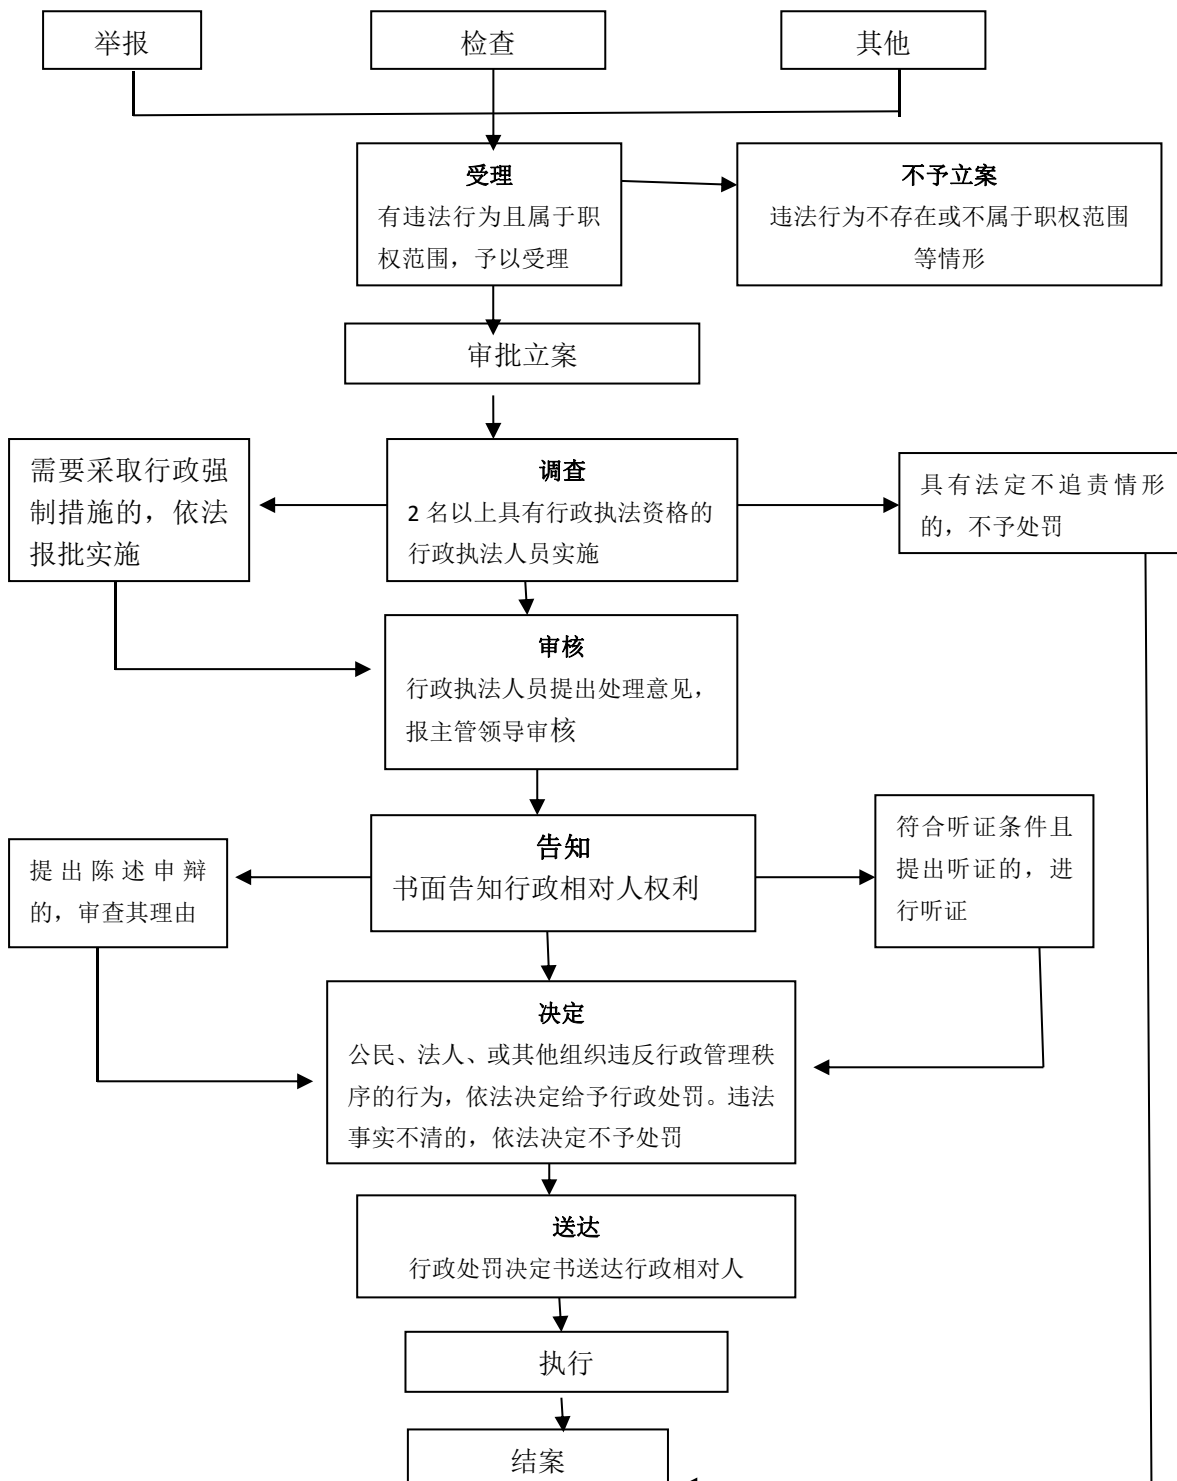 举报
检查
其他
受理
有违法行为且属于职
权范围，予以受理
不予立案
违法行为不存在或不属于职权范围
等情形
审批立案
需要采取行政强
制措施的，依法
报批实施
调查
2 名以上具有行政执法资格的
行政执法人员实施
具有法定不追责情形
的，不予处罚
审核
行政执法人员提出处理意见，
报主管领导审核
告知
书面告知行政相对人权利
提出陈述申辩
的，审查其理由
符合听证条件且
提出听证的，进
行听证
决定
公民、法人、或其他组织违反行政管理秩
序的行为，依法决定给予行政处罚。违法
事实不清的，依法决定不予处罚
送达
行政处罚决定书送达行政相对人
执行
结案